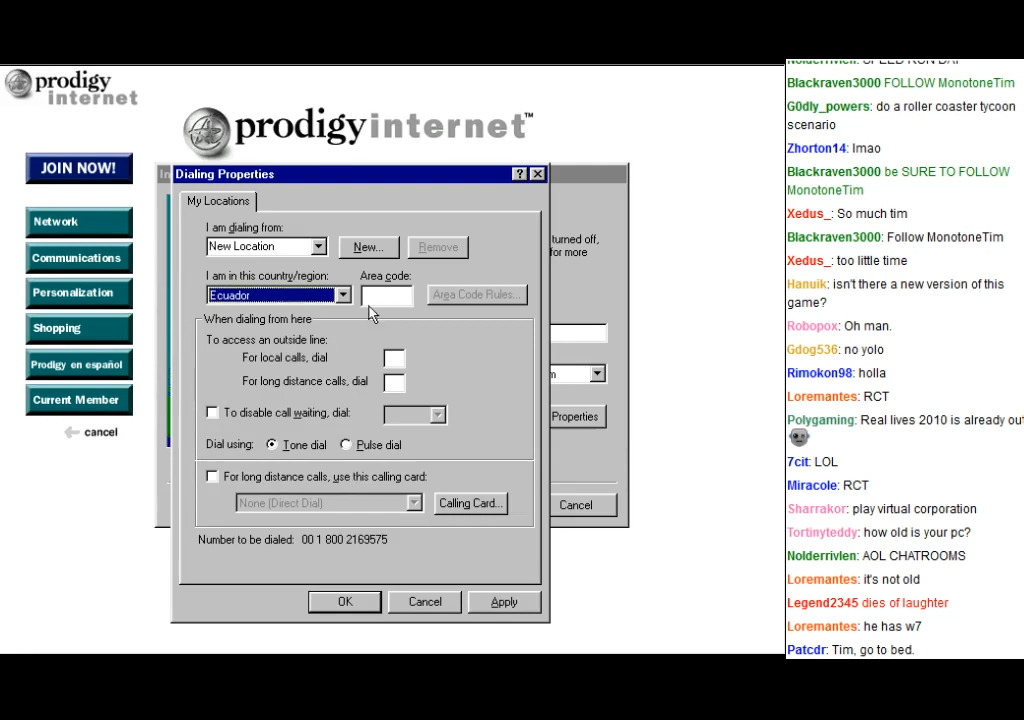 prodigy
internet
prodigyinternet™
JOIN NOW!
Network
Communications
Personalization
Shopping
Prodigy en español
Current Member
cancel
Dialing Properties
My Locations
I am dialing from:
New Location
New...
Remove
I am in this country/region:
Area code:
Ecuador
Area Code Rules...
When dialing from here
To access an outside line:
For local calls, dial
For long distance calls, dial
To disable call waiting, dial:
Dial using:
Tone dial
Pulse dial
For long distance calls, use this calling card:
None (Direct Dial)
Calling Card...
Number to be dialed: 00 1 800 2169575
OK
Cancel
Apply
In
turned off,
for more
Properties
Cancel
Blackraven3000 FOLLOW MonotoneTim
G0dly_powers: do a roller coaster tycoon
scenario
Zhorton14: lmao
Blackraven3000 be SURE TO FOLLOW
MonotoneTim
Xedus_: So much tim
Blackraven3000: Follow MonotoneTim
Xedus_: too little time
Hanuik: isn't there a new version of this
game?
Robopox: Oh man.
Gdog536: no yolo
Rimokon98: holla
Loremantes: RCT
Polygaming: Real lives 2010 is already out
7cit: LOL
Miracole: RCT
Sharrakor: play virtual corporation
Tortinyteddy: how old is your pc?
Nolderrivlen: AOL CHATROOMS
Loremantes: it's not old
Legend2345 dies of laughter
Loremantes: he has w7
Patcdr: Tim, go to bed.